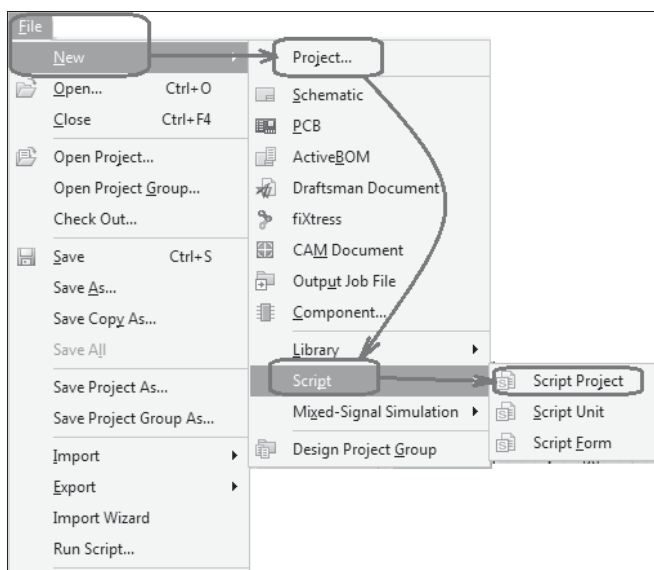 File
New
Open... Ctrl+O
Close Ctrl+F4
Open Project...
Open Project Group...
Check Out...
Save Ctrl+S
Save As...
Save Copy As...
Save All
Save Project As...
Save Project Group As...
Import
Export
Import Wizard
Run Script...
Project...
Schematic
PCB
ActiveBOM
Draftsman Document
fiXtress
CAM Document
Output Job File
Component...
Library
Script
Mixed-Signal Simulation
Design Project Group
Script Project
Script Unit
Script Form